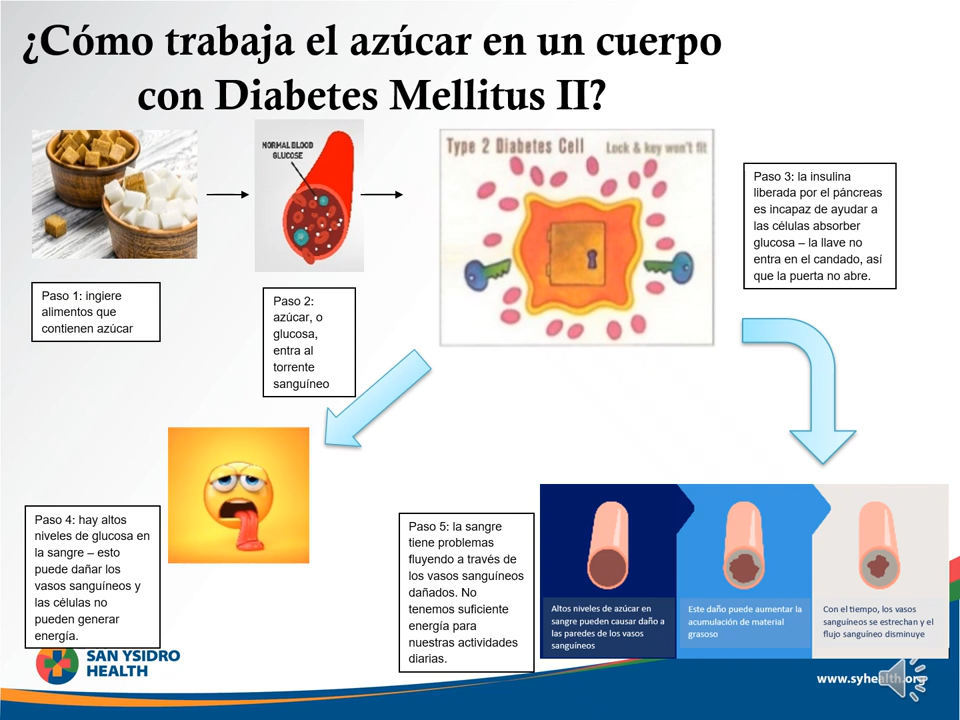 ¿Cómo trabaja el azúcar en un cuerpo
con Diabetes Mellitus II?
NORMAL BLOOD
GLUCOSE
Type 2 Diabetes Cell
Lock & key won't fit
Paso 1: ingiere
alimentos que
contienen azúcar
Paso 2:
azúcar, o
glucosa,
entra al
torrente
sanguíneo
Paso 3: la insulina
liberada por el páncreas
es incapaz de ayudar a
las células absorber
glucosa – la llave no
entra en el candado, así
que la puerta no abre.
Paso 4: hay altos
niveles de glucosa en
la sangre – esto
puede dañar los
vasos sanguíneos y
las células no
pueden generar
energía.
Paso 5: la sangre
tiene problemas
fluyendo a través de
los vasos sanguíneos
dañados. No
tenemos suficiente
energía para
nuestras actividades
diarias.
Altos niveles de azúcar en
sangre pueden causar daño a
las paredes de los vasos
sanguíneos
Este daño puede aumentar la
acumulación de material
grasoso
Con el tiempo, los vasos
sanguíneos se estrechan y el
flujo sanguíneo disminuye
SAN YSIDRO
HEALTH
www.syhealth.org